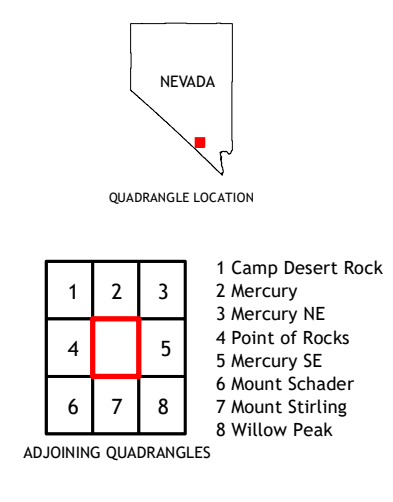 NEVADA
QUADRANGLE LOCATION
1 2 3
4 5
6 7 8
ADJOINING QUADRANGLES
1 Camp Desert Rock
2 Mercury
3 Mercury NE
4 Point of Rocks
5 Mercury SE
6 Mount Schader
7 Mount Stirling
8 Willow Peak